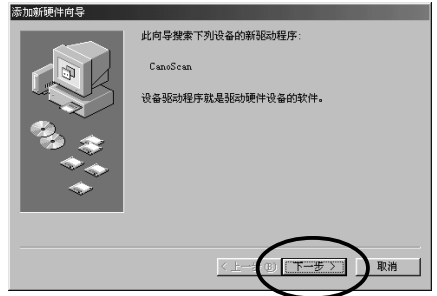 添加新硬件向导
此向导搜索下列设备的新驱动程序:
CanoScan
设备驱动程序就是驱动硬件设备的软件。
< 上一步(B) 下一步 > 取消